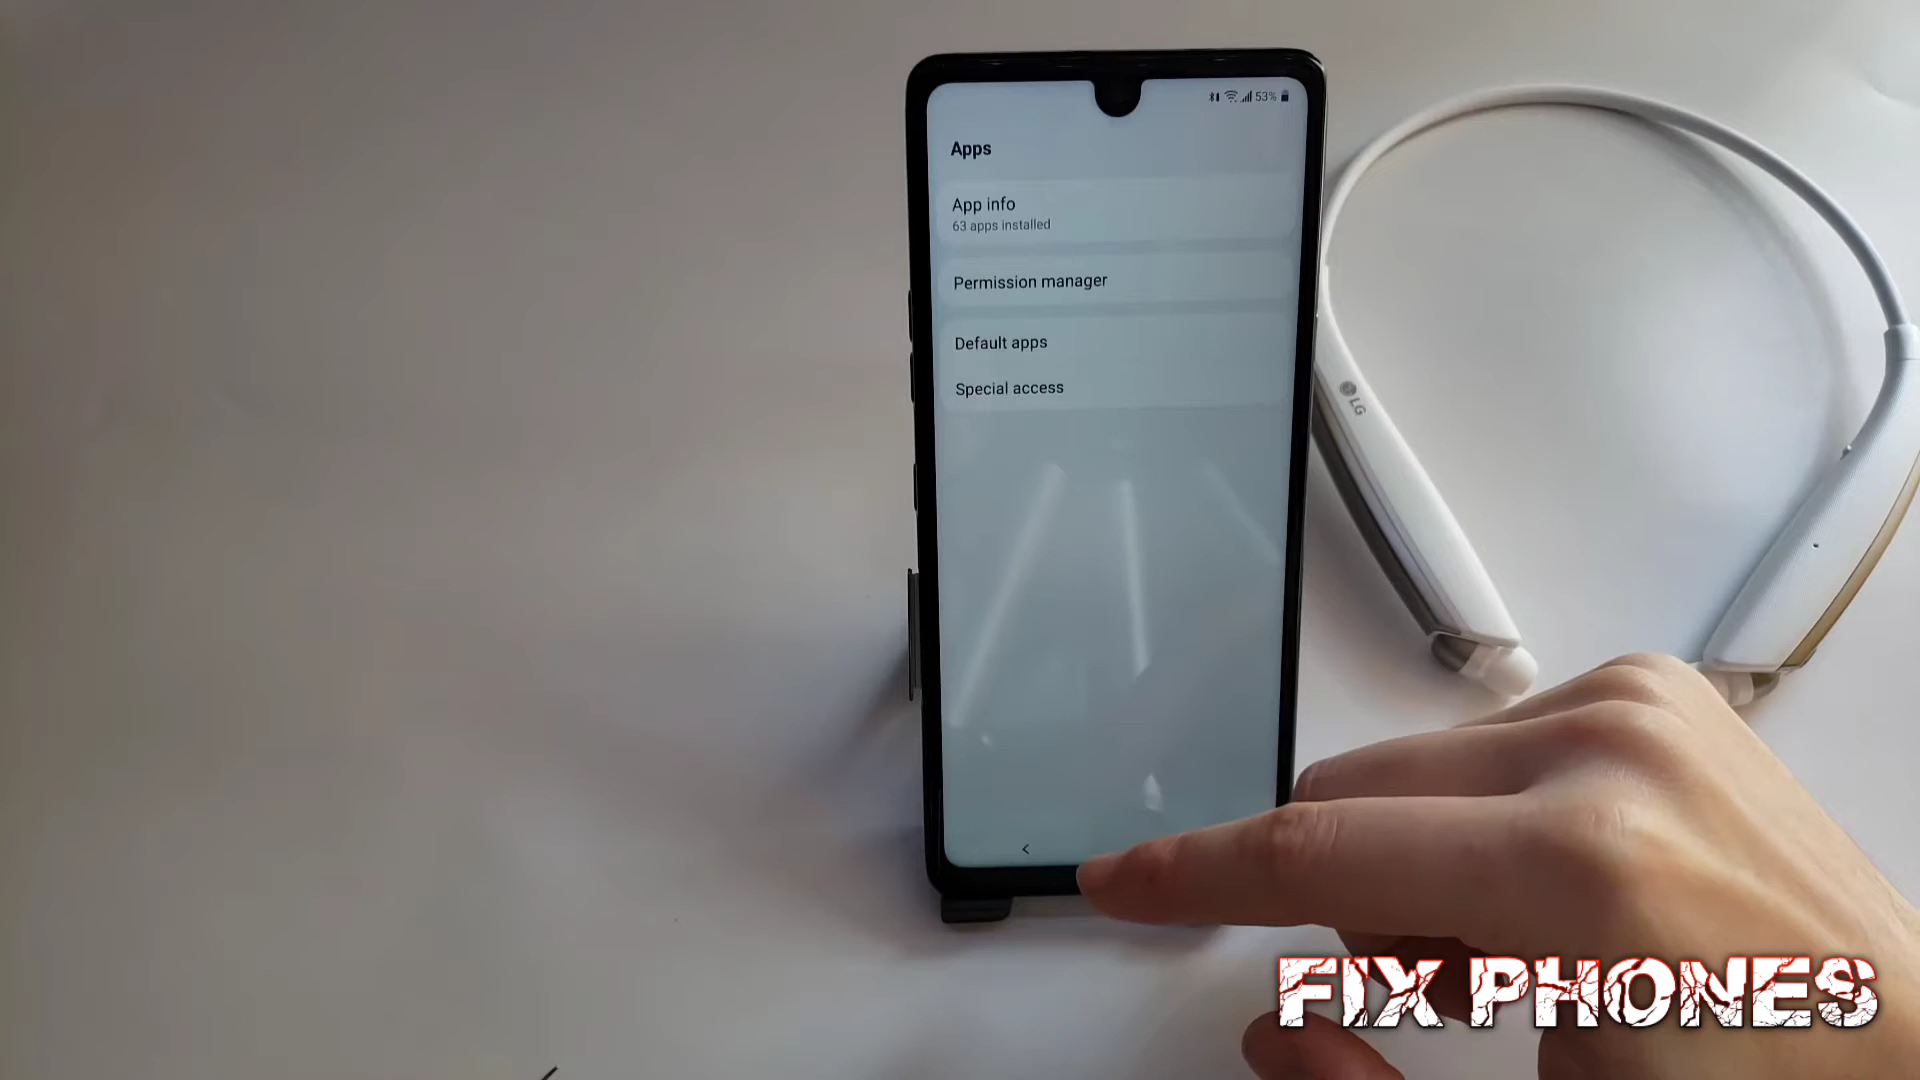 53%
Apps
App info
63 apps installed
Permission manager
Default apps
Special access
LG
FIX PHONES